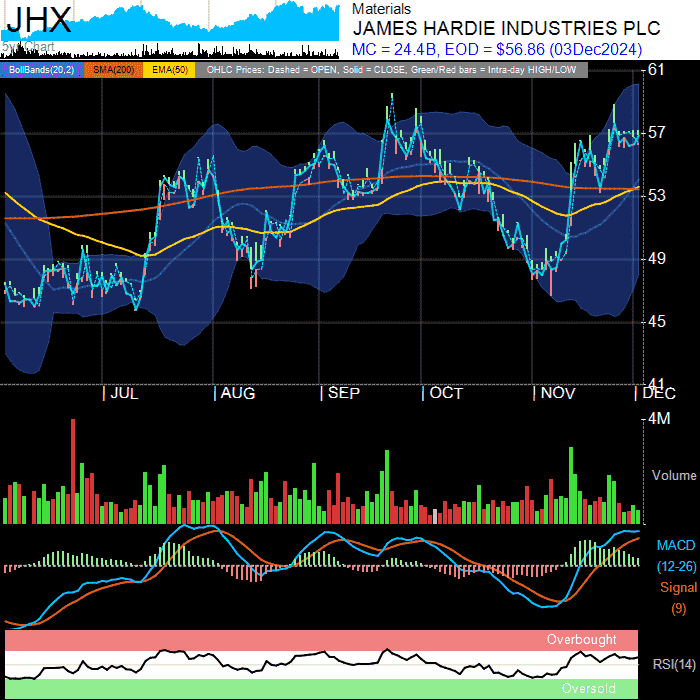 JHX
5yr Chart
Materials
JAMES HARDIE INDUSTRIES PLC
MC = 24.4B, EOD = $56.86 (03Dec2024)
BollBands(20,2) SMA(200) EMA(50) OHLC Prices: Dashed = OPEN, Solid = CLOSE, Green/Red bars = Intra-day HIGH/LOW
61
57
53
49
45
41
JUL AUG SEP OCT NOV DEC
4M
Volume
MACD
(12-26)
Signal
(9)
Overbought
RSI(14)
Oversold